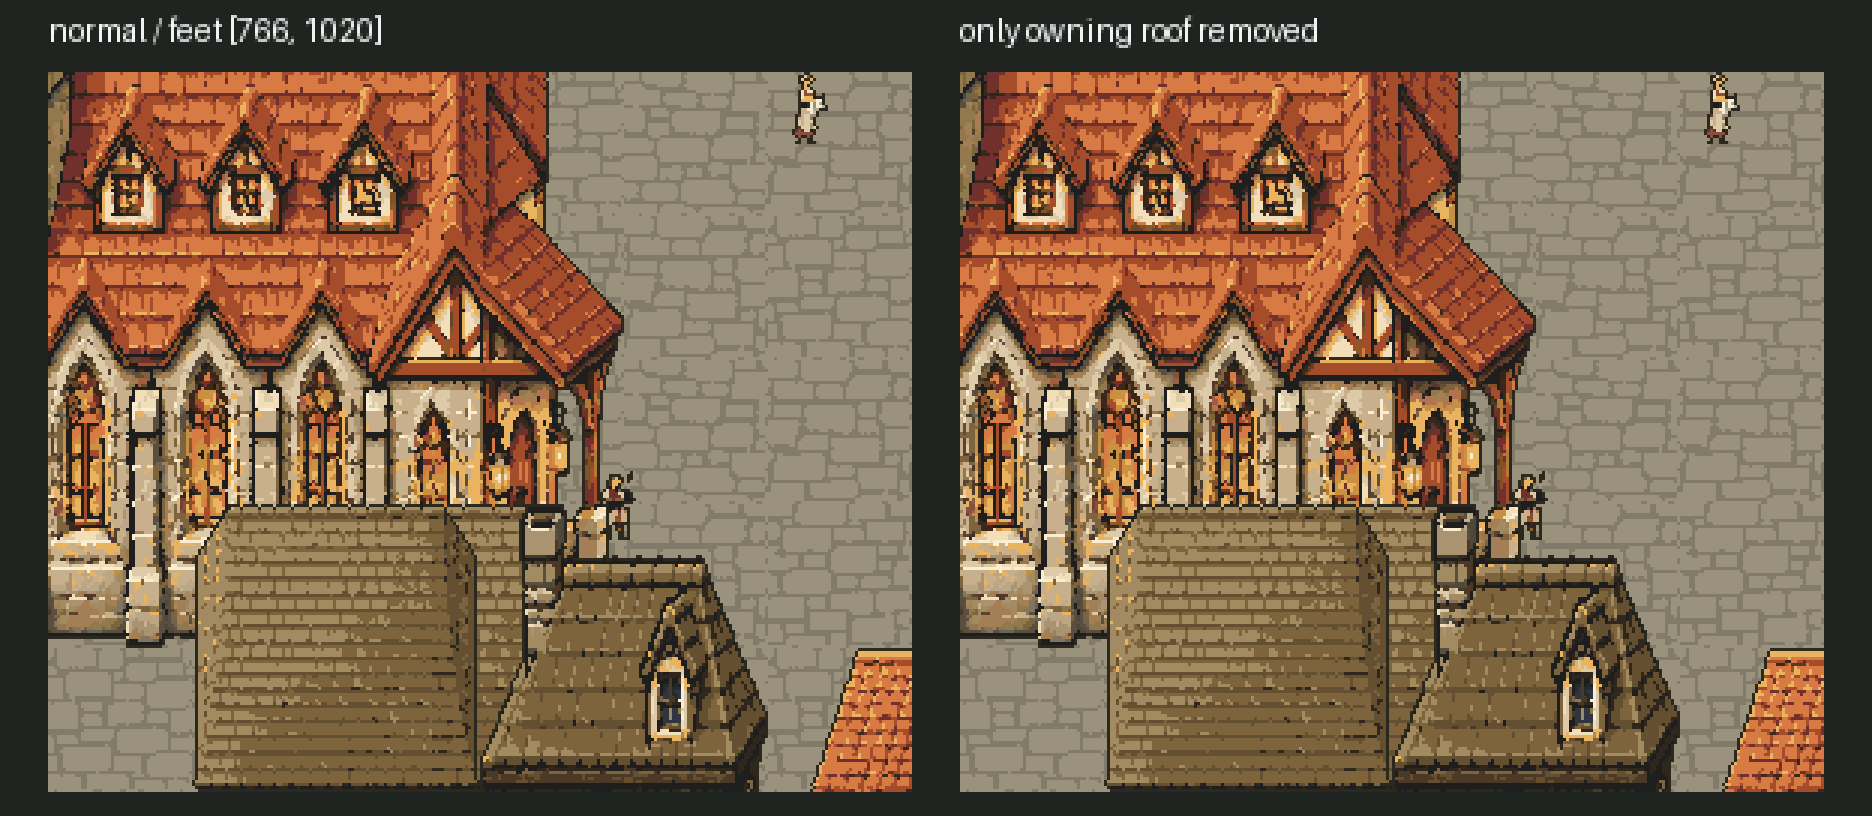 normal / feet [766, 1020]
only owning roof removed